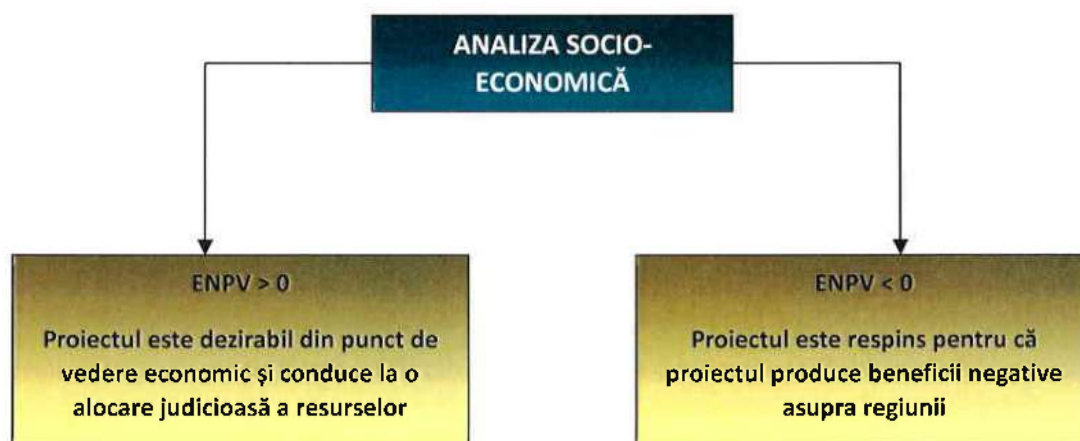 ANALIZA SOCIO-
ECONOMICĂ
ENPV > 0
Proiectul este dezirabil din punct de
vedere economic și conduce la o
alocare judicioasă a resurselor
ENPV < 0
Proiectul este respins pentru că
proiectul produce beneficii negative
asupra regiunii